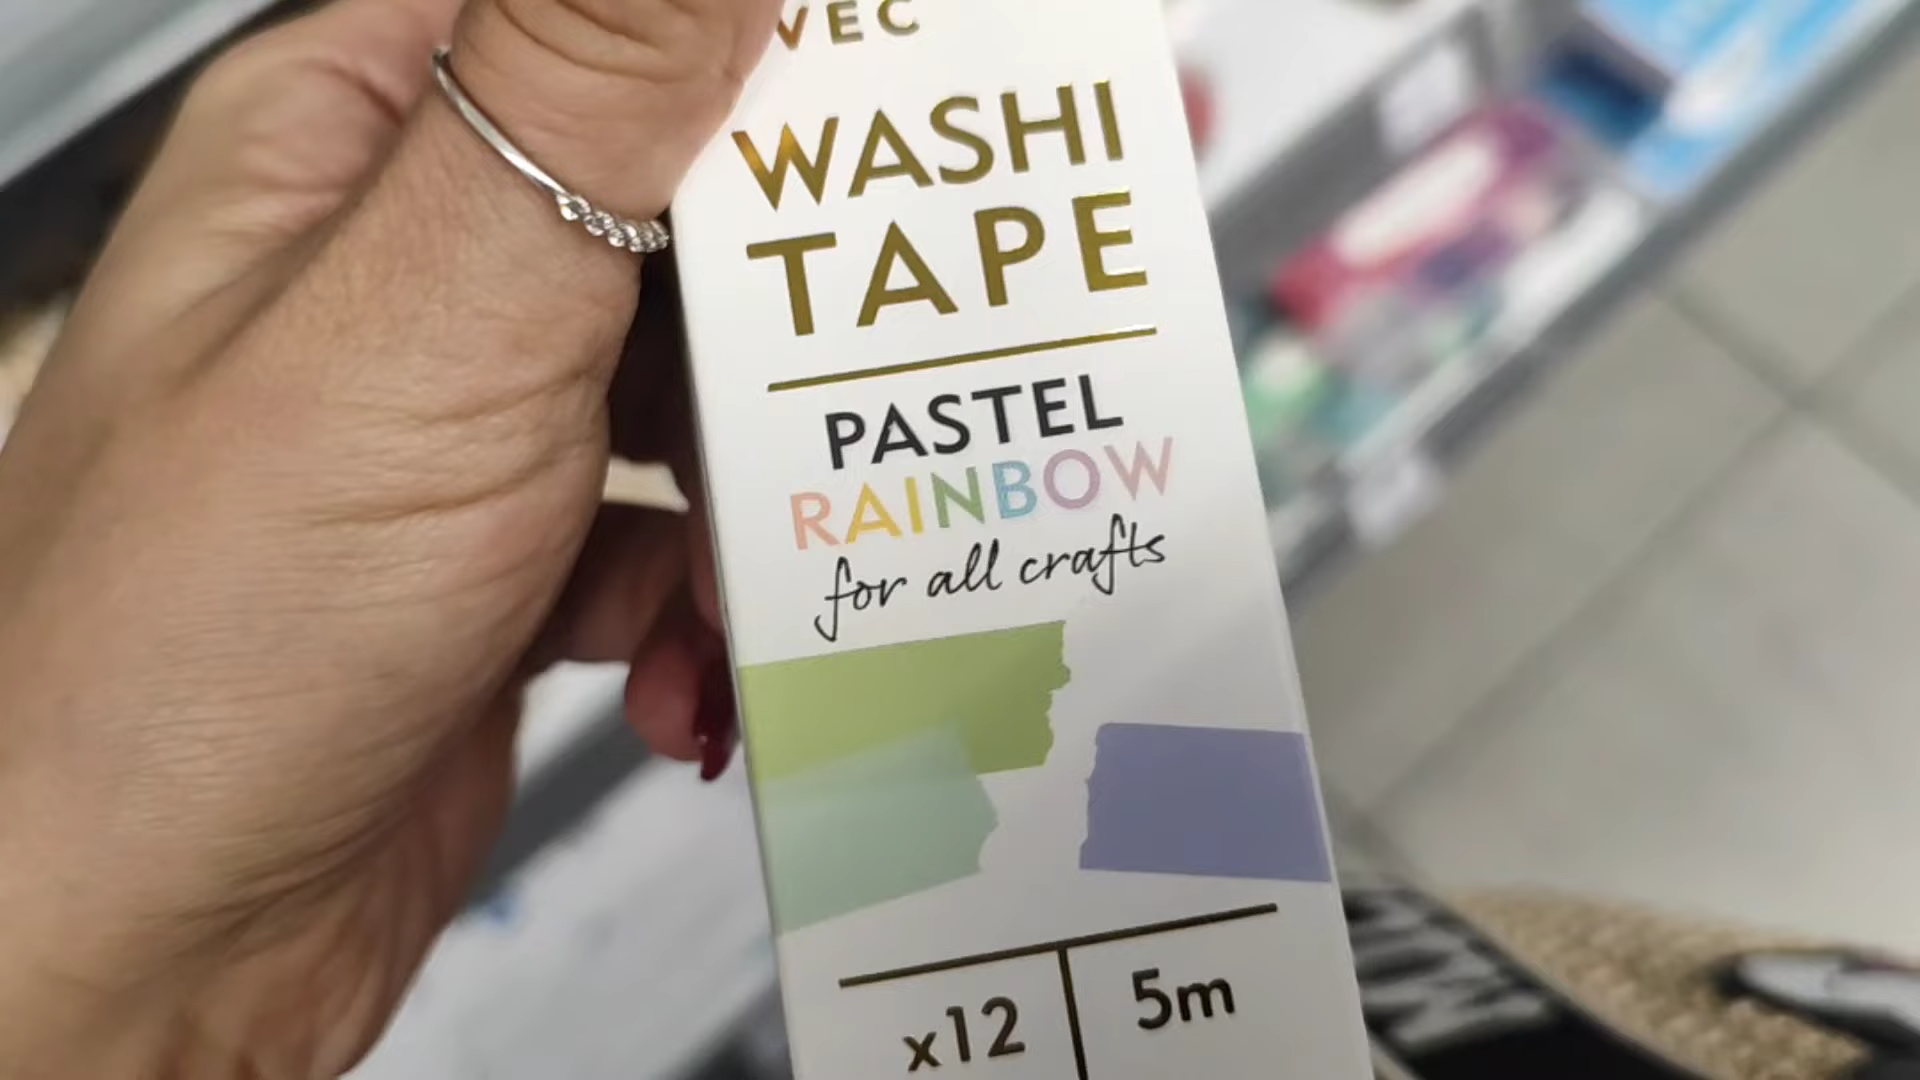 VEC
WASHI
TAPE
PASTEL
RAINBOW
for all crafts
x12
5m